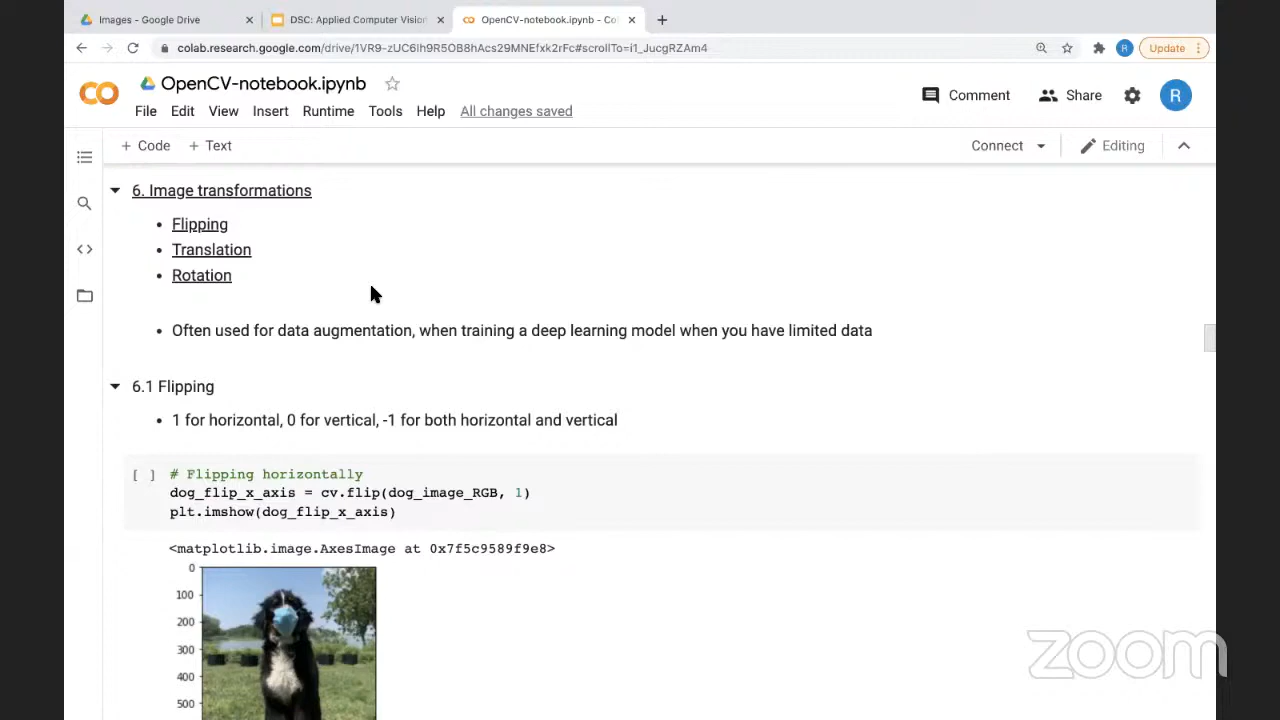 Images - Google Drive
DSC: Applied Computer Vision
OpenCV-notebook.ipynb - Co
colab.research.google.com/drive/1VR9-zUC6lh9R5OB8hAcs29MNEfxk2rFc#scrollTo=i1_JucgRZAm4
R
Update
OpenCV-notebook.ipynb
File Edit View Insert Runtime Tools Help All changes saved
Comment Share R
+ Code + Text
Connect Editing
6. Image transformations
• Flipping
• Translation
• Rotation
• Often used for data augmentation, when training a deep learning model when you have limited data
6.1 Flipping
• 1 for horizontal, 0 for vertical, -1 for both horizontal and vertical
[ ] # Flipping horizontally
dog_flip_x_axis = cv.flip(dog_image_RGB, 1)
plt.imshow(dog_flip_x_axis)
<matplotlib.image.AxesImage at 0x7f5c9589f9e8>
0
100
200
300
400
500
zoom